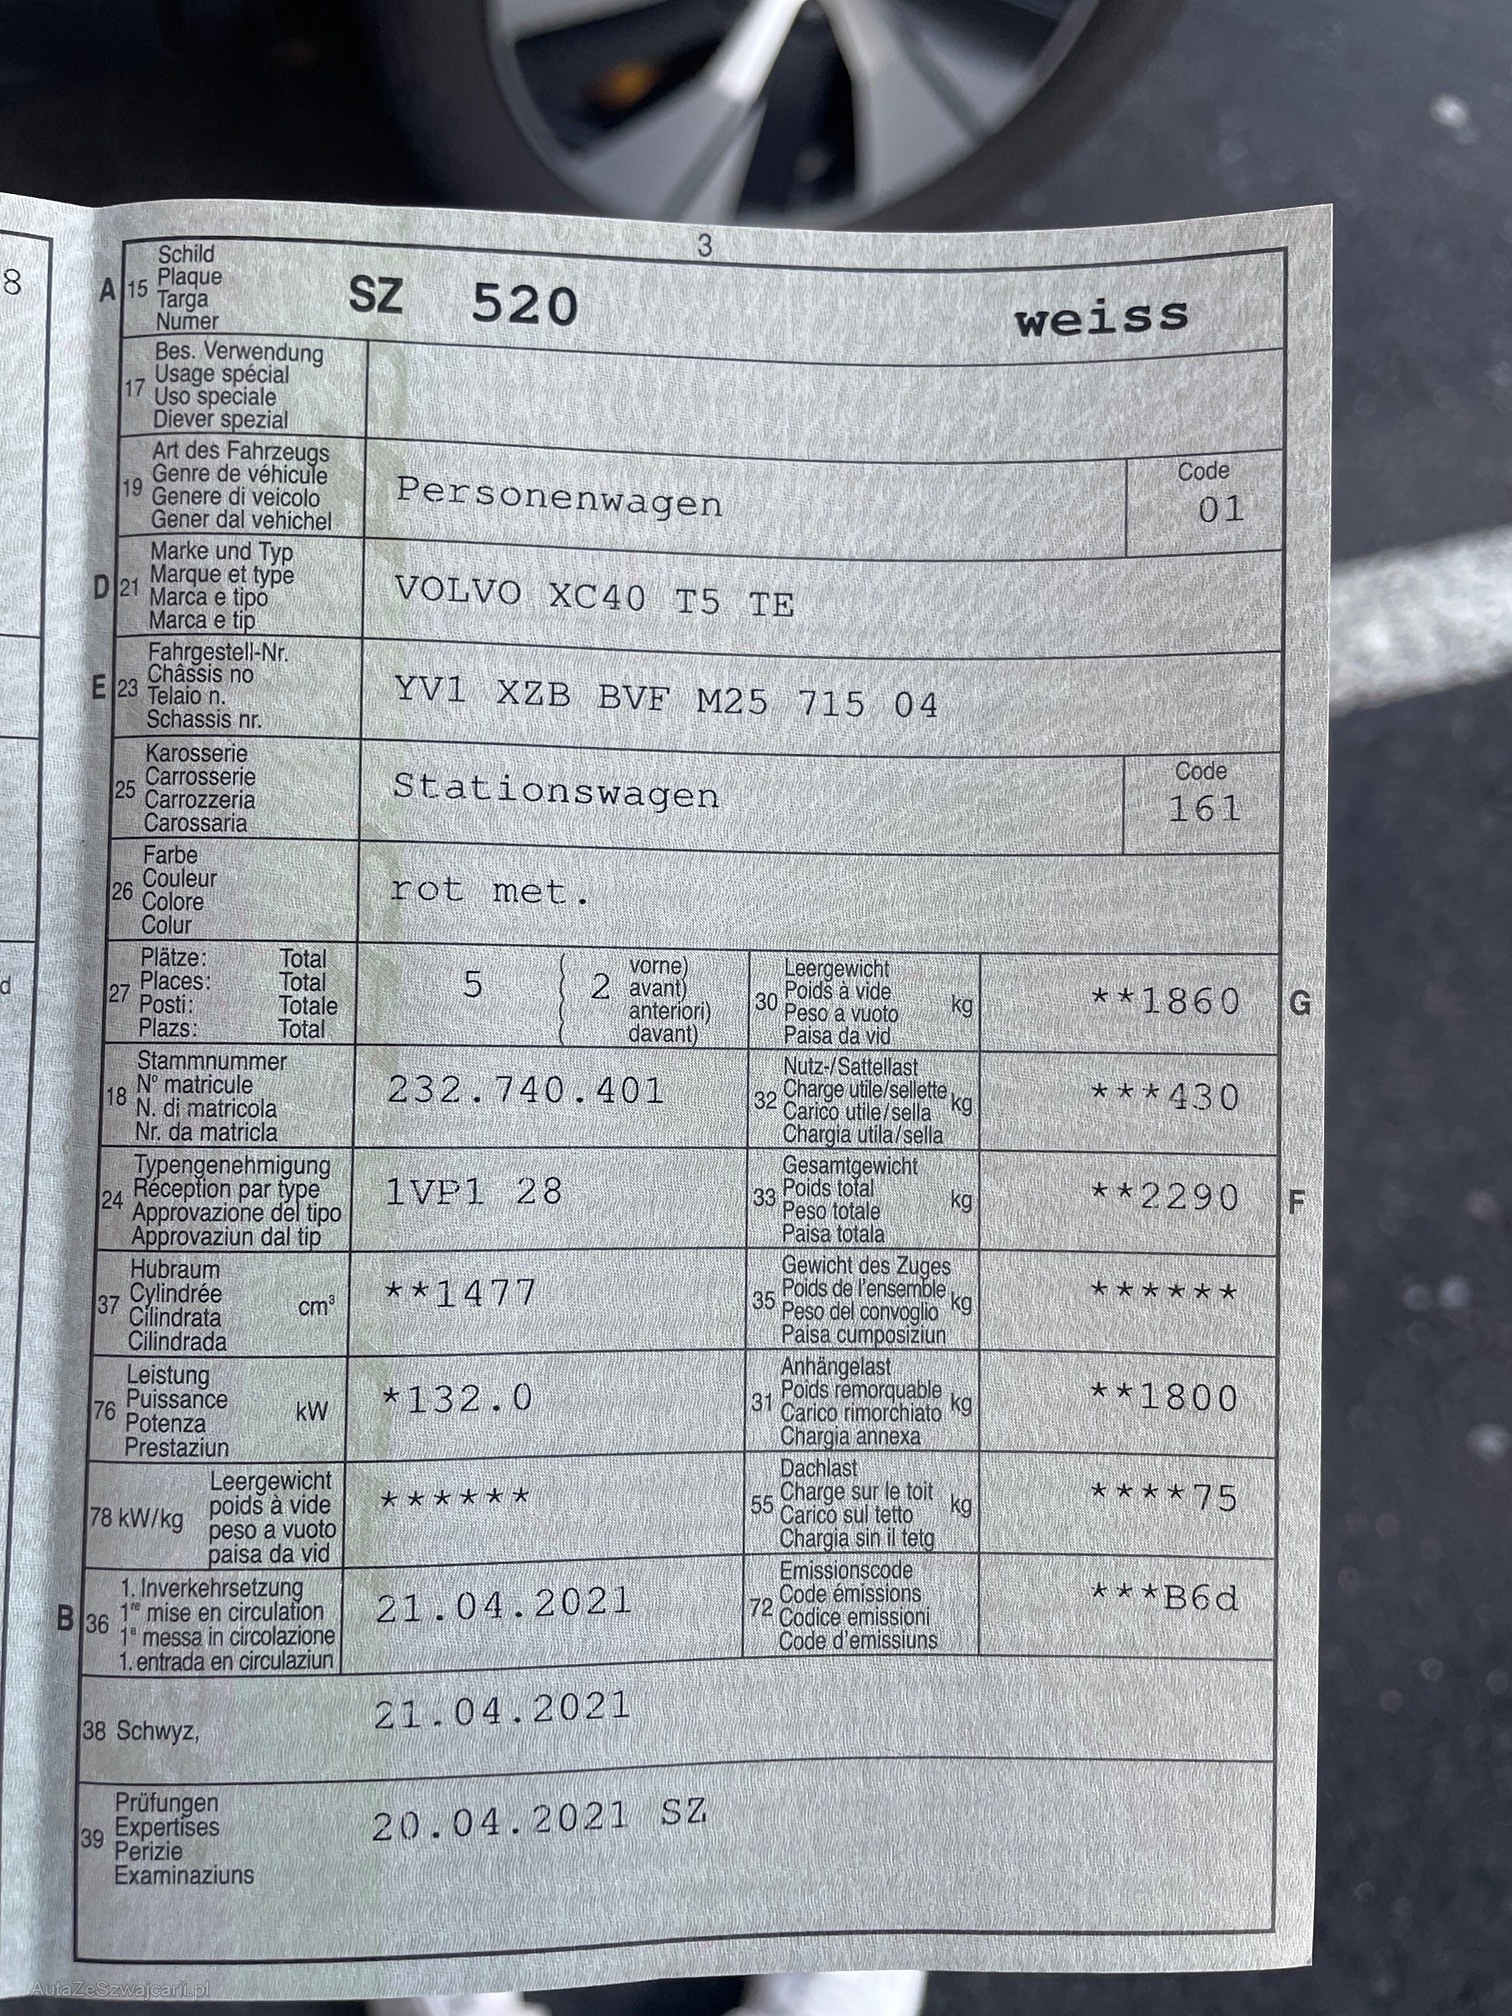 3
8
A 15 Schild
Plaque
Targa
Numer
SZ 520 weiss
17 Bes. Verwendung
Usage spécial
Uso speciale
Diever spezial
19 Art des Fahrzeugs
Genre de véhicule
Genere di veicolo
Gener dal vehichel
Personenwagen
Code
01
D 21 Marke und Typ
Marque et type
Marca e tipo
Marca e tip
VOLVO XC40 T5 TE
E 23 Fahrgestell-Nr.
Châssis no
Telaio n.
Schassis nr.
YV1 XZB BVF M25 715 04
25 Karosserie
Carrosserie
Carrozzeria
Carossaria
Stationswagen
Code
161
26 Farbe
Couleur
Colore
Colur
rot met.
27 Plätze: Total
Places: Total
Posti: Totale
Plazs: Total
5 ( 2 vorne)
avant)
anteriori)
( davant)
30 Leergewicht
Poids à vide
Peso a vuoto
Paisa da vid
kg
**1860 G
d
18 Stammnummer
N° matricule
N. di matricola
Nr. da matricla
232.740.401
32 Nutz-/Sattellast
Charge utile/sellette
Carico utile/sella
Chargia utila/sella
kg
***430
24 Typengenehmigung
Réception par type
Approvazione del tipo
Approvaziun dal tip
1VP1 28
33 Gesamtgewicht
Poids total
Peso totale
Paisa totala
kg
**2290 F
37 Hubraum
Cylindrée
Cilindrata
Cilindrada
cm³
**1477
35 Gewicht des Zuges
Poids de l'ensemble
Peso del convoglio
Paisa cumposiziun
kg
******
76 Leistung
Puissance
Potenza
Prestaziun
kW
*132.0
31 Anhängelast
Poids remorquable
Carico rimorchiato
Chargia annexa
kg
**1800
78 kW/kg Leergewicht
poids à vide
peso a vuoto
paisa da vid
******
55 Dachlast
Charge sur le toit
Carico sul tetto
Chargia sin il tetg
kg
****75
B 36 1. Inverkehrsetzung
1re mise en circulation
1a messa in circolazione
1. entrada en circulaziun
21.04.2021
72 Emissionscode
Code émissions
Codice emissioni
Code d'emissiuns
***B6d
38 Schwyz,
21.04.2021
39 Prüfungen
Expertises
Perizie
Examinaziuns
20.04.2021 SZ
AutaZeSzwajcarii.pl